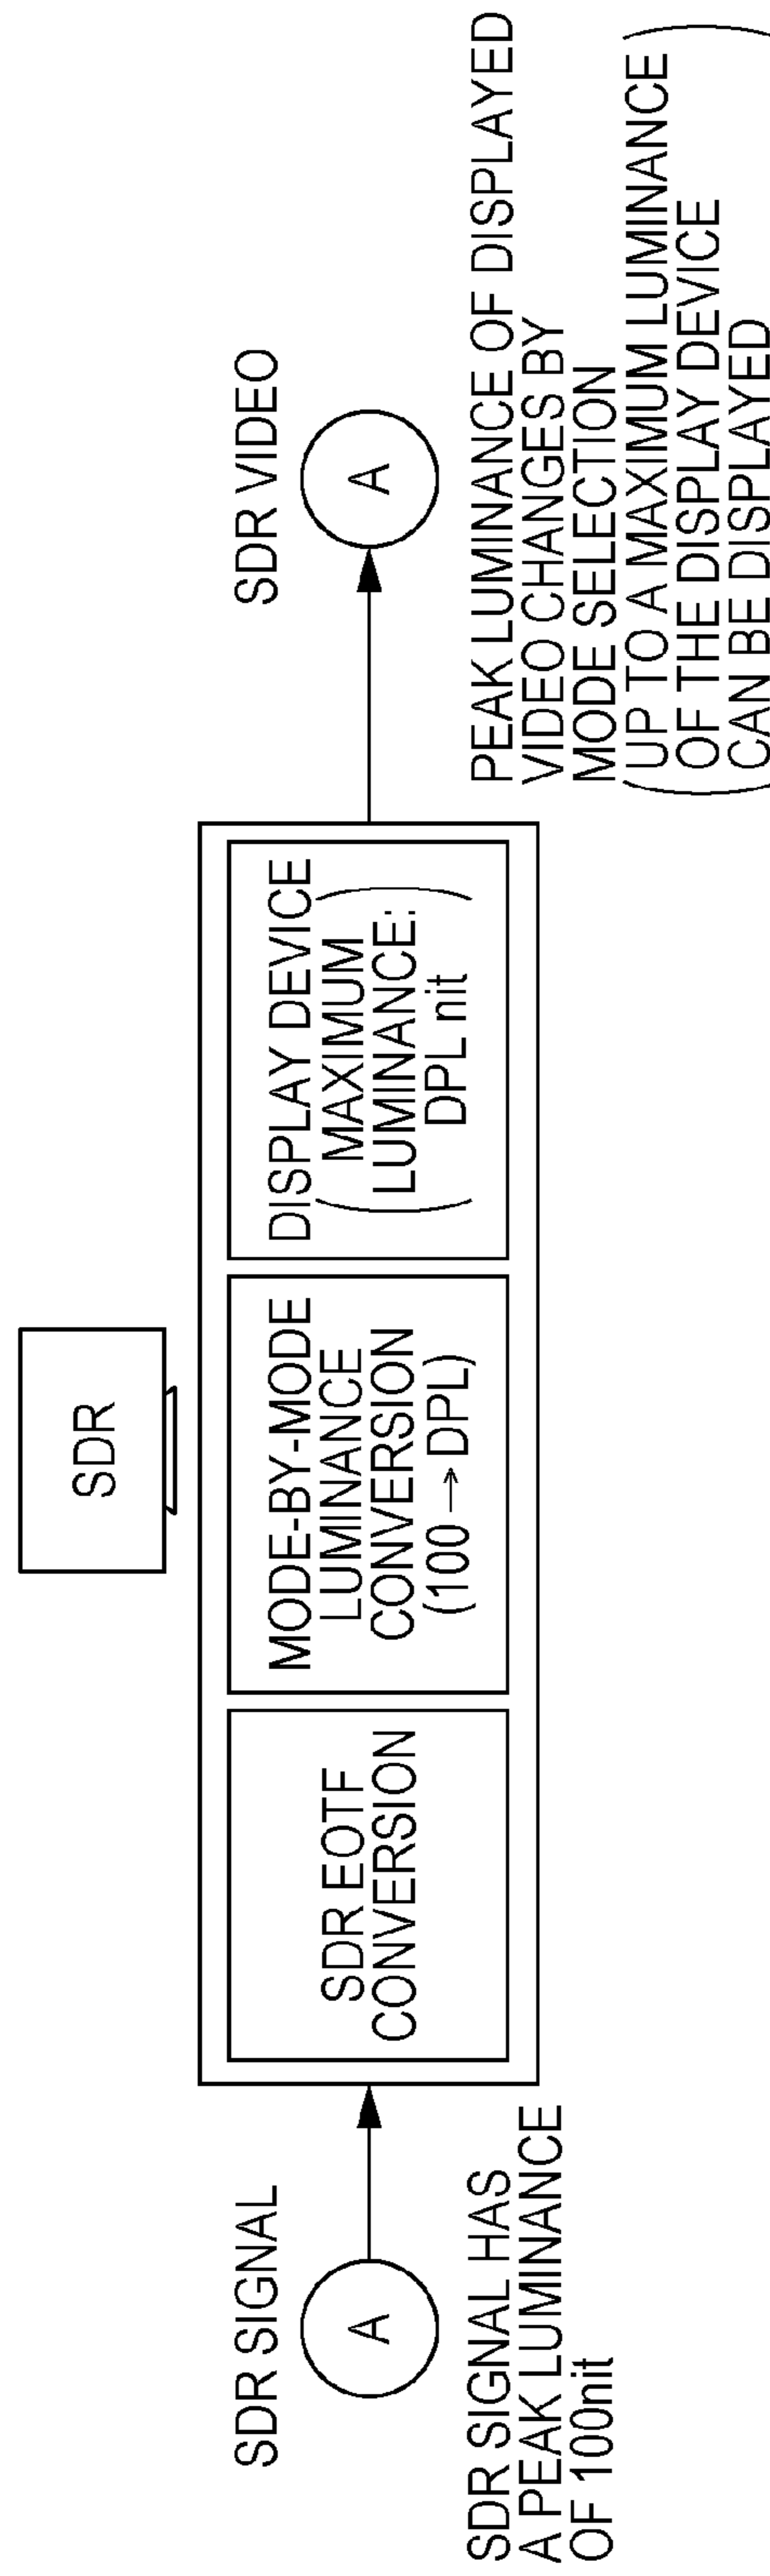 SDR
SDR SIGNAL
A
SDR SIGNAL HAS
A PEAK LUMINANCE
OF 100nit
SDR EOTF
CONVERSION
MODE-BY-MODE
LUMINANCE
CONVERSION
(100 → DPL)
DISPLAY DEVICE
(MAXIMUM
LUMINANCE:
DPL nit)
SDR VIDEO
A
PEAK LUMINANCE OF DISPLAYED
VIDEO CHANGES BY
MODE SELECTION
(UP TO A MAXIMUM LUMINANCE
OF THE DISPLAY DEVICE
CAN BE DISPLAYED)